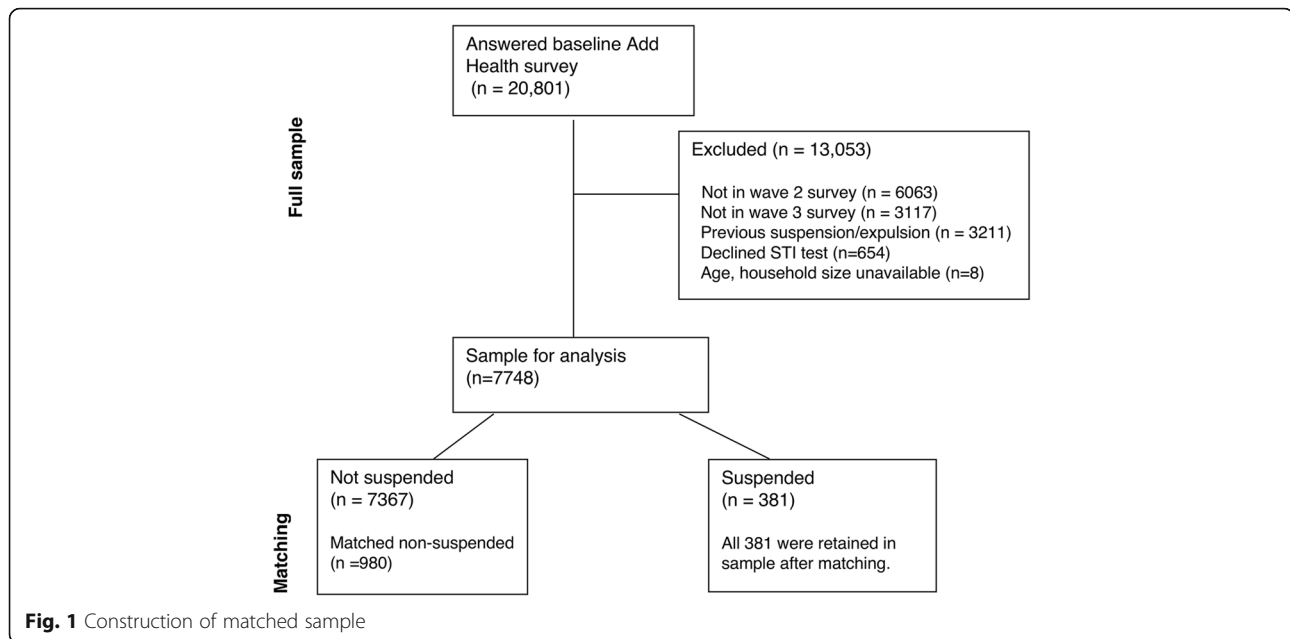 Full sample
Answered baseline Add
Health survey
(n = 20,801)
Excluded (n = 13,053)
Not in wave 2 survey (n = 6063)
Not in wave 3 survey (n = 3117)
Previous suspension/expulsion (n = 3211)
Declined STI test (n=654)
Age, household size unavailable (n=8)
Sample for analysis
(n=7748)
Matching
Not suspended
(n = 7367)
Matched non-suspended
(n =980)
Suspended
(n = 381)
All 381 were retained in
sample after matching.
Fig. 1 Construction of matched sample